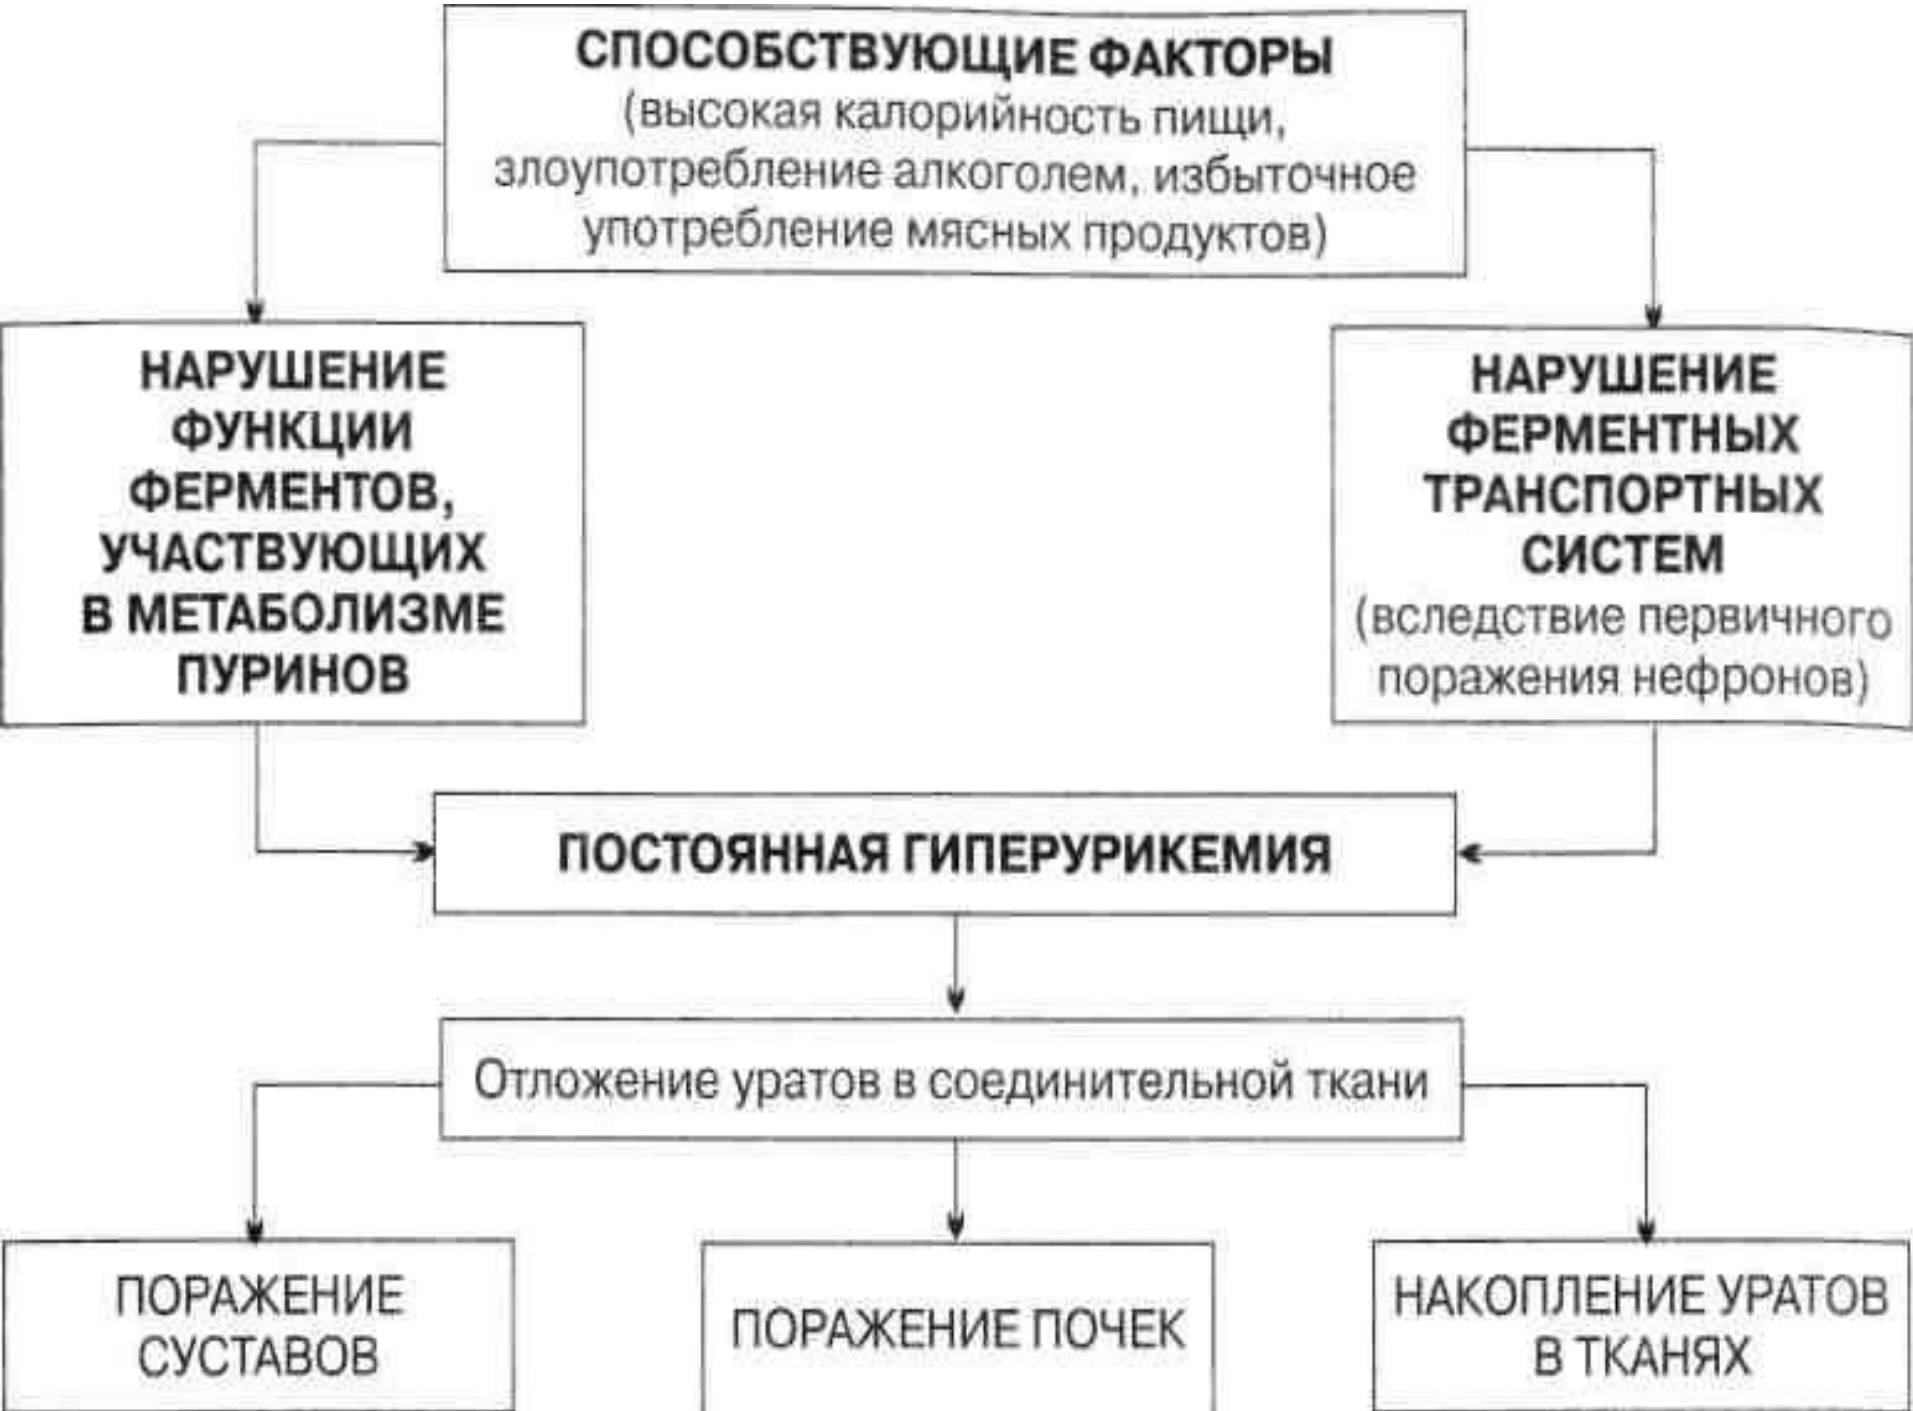 СПОСОБСТВУЮЩИЕ ФАКТОРЫ
(высокая калорийность пищи,
злоупотребление алкоголем, избыточное
употребление мясных продуктов)
НАРУШЕНИЕ
ФУНКЦИИ
ФЕРМЕНТОВ,
УЧАСТВУЮЩИХ
В МЕТАБОЛИЗМЕ
ПУРИНОВ
НАРУШЕНИЕ
ФЕРМЕНТНЫХ
ТРАНСПОРТНЫХ
СИСТЕМ
(вследствие первичного
поражения нефронов)
ПОСТОЯННАЯ ГИПЕРУРИКЕМИЯ
Отложение уратов в соединительной ткани
ПОРАЖЕНИЕ
СУСТАВОВ
ПОРАЖЕНИЕ ПОЧЕК
НАКОПЛЕНИЕ УРАТОВ
В ТКАНЯХ